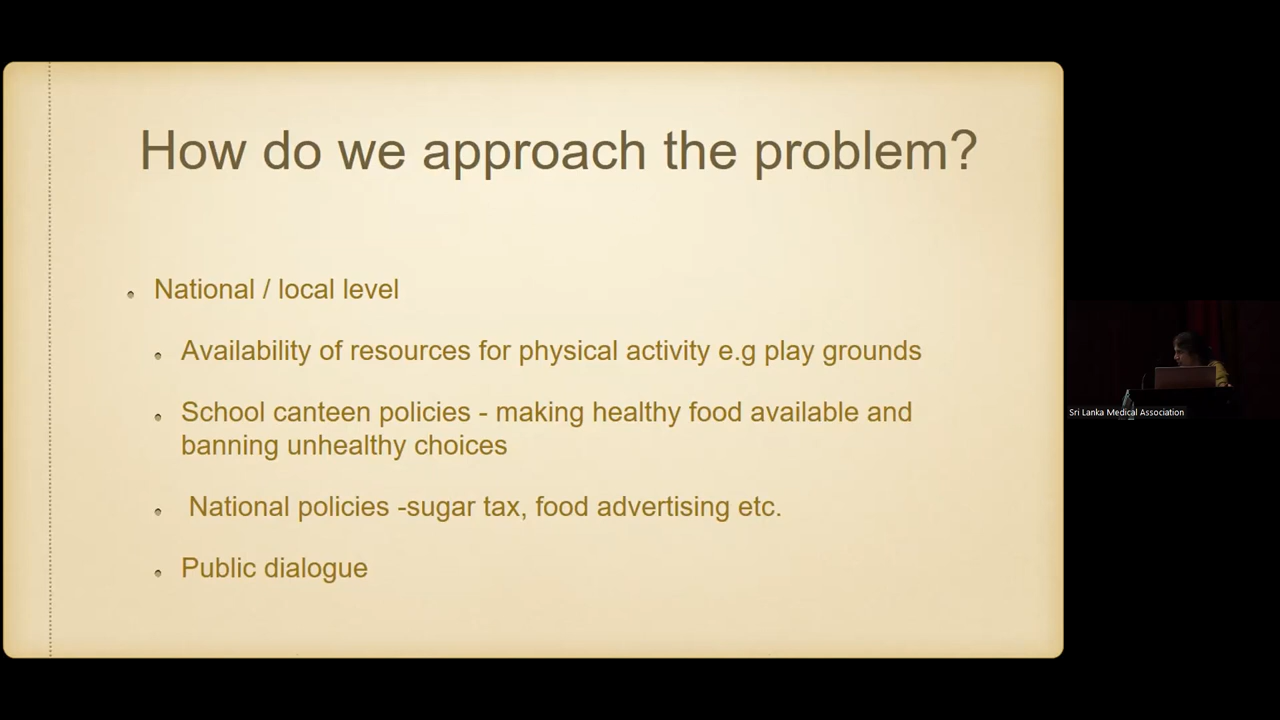 How do we approach the problem?
National / local level
Availability of resources for physical activity e.g play grounds
School canteen policies - making healthy food available and
banning unhealthy choices
National policies -sugar tax, food advertising etc.
Public dialogue
Sri Lanka Medical Association